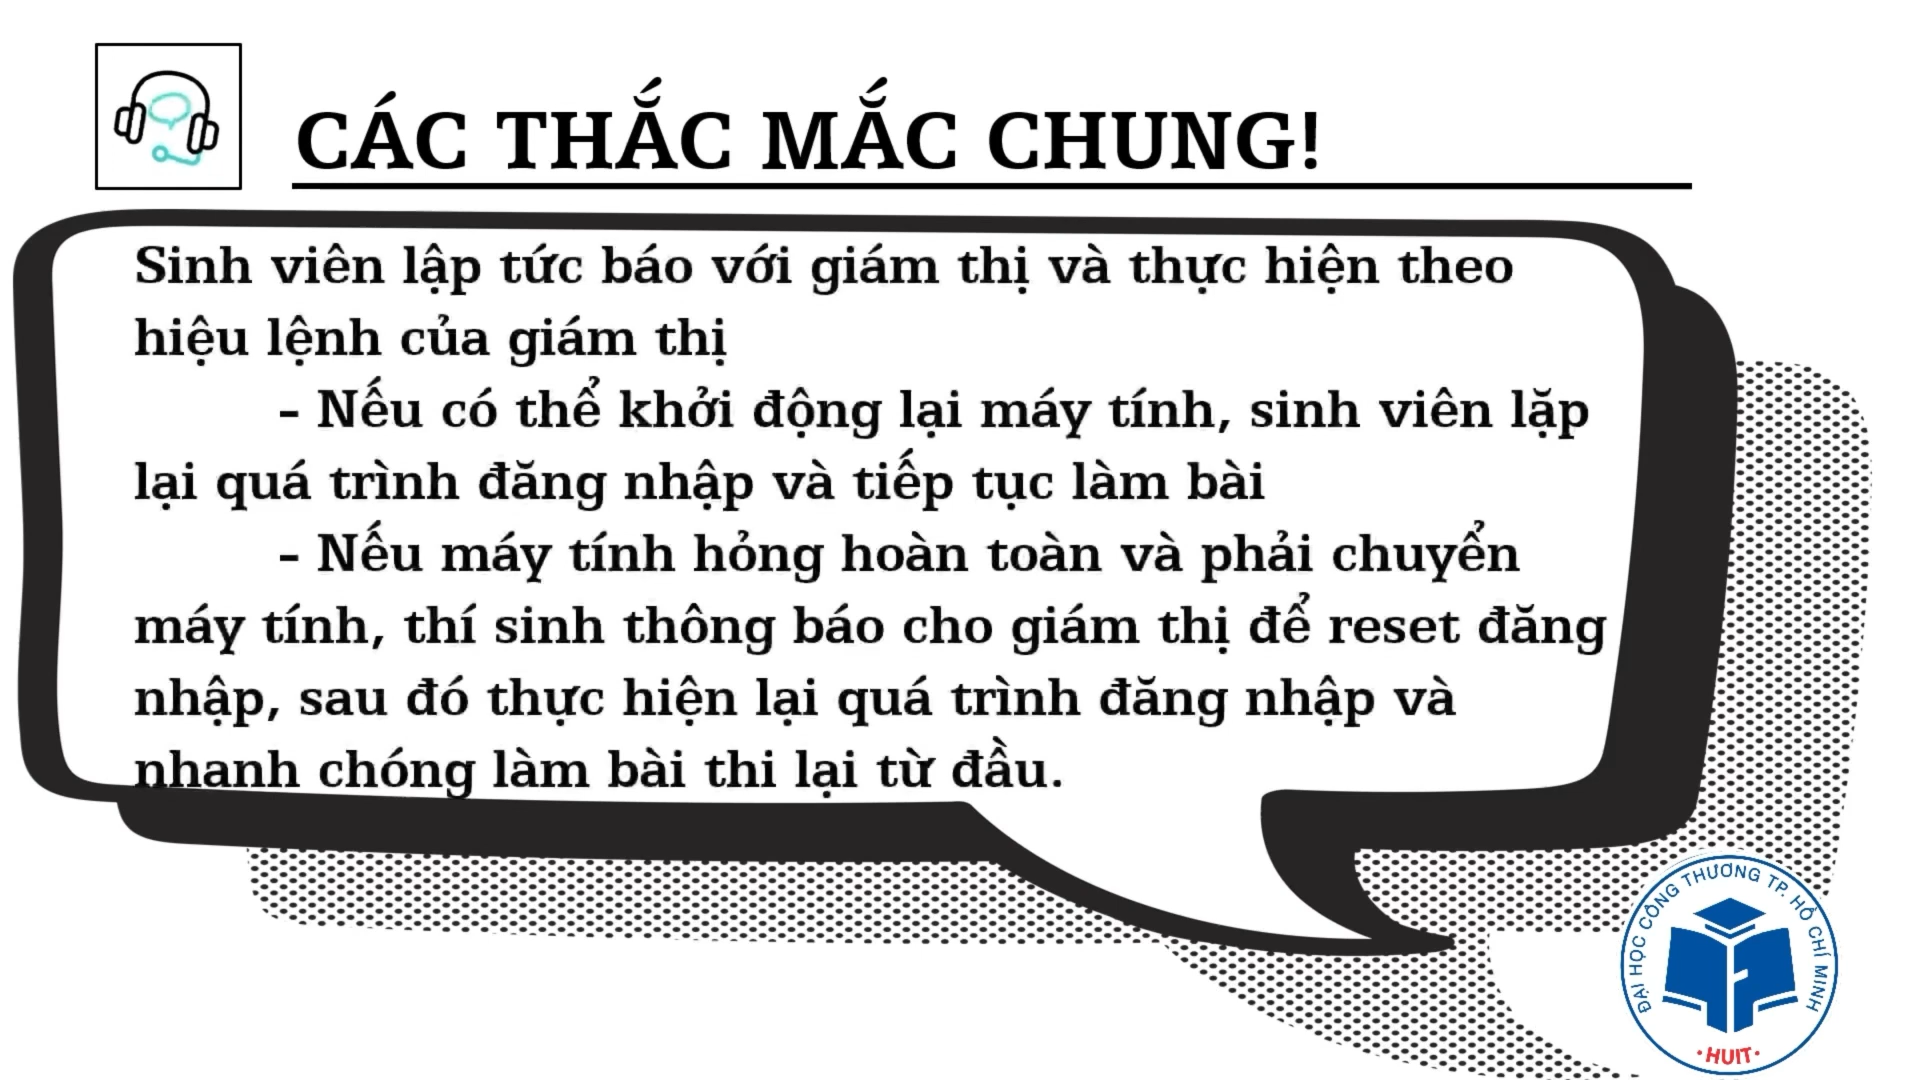 CÁC THẮC MẮC CHUNG!
Sinh viên lập tức báo với giám thị và thực hiện theo
hiệu lệnh của giám thị
- Nếu có thể khởi động lại máy tính, sinh viên lặp
lại quá trình đăng nhập và tiếp tục làm bài
- Nếu máy tính hỏng hoàn toàn và phải chuyển
máy tính, thí sinh thông báo cho giám thị để reset đăng
nhập, sau đó thực hiện lại quá trình đăng nhập và
nhanh chóng làm bài thi lại từ đầu.
ĐẠI HỌC CÔNG THƯƠNG TP. HỒ CHÍ MINH
• HUIT •